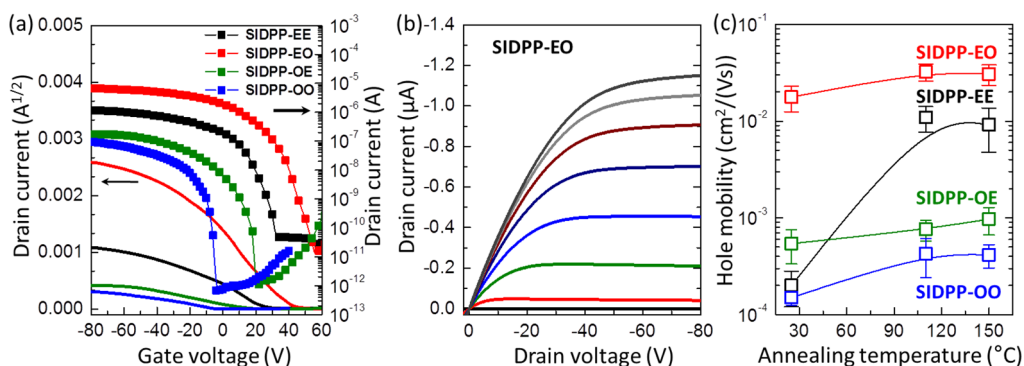 (a)
0.005
0.004
0.003
0.002
0.001
0.000
Drain current (A^1/2)
SIDPP-EE
SIDPP-EO
SIDPP-OE
SIDPP-OO
10^-3
10^-4
10^-5
10^-6
10^-7
10^-8
10^-9
10^-10
10^-11
10^-12
10^-13
Drain current (A)
-80 -60 -40 -20 0 20 40 60
Gate voltage (V)
(b)
SIDPP-EO
-1.4
-1.2
-1.0
-0.8
-0.6
-0.4
-0.2
0.0
Drain current (µA)
0 -20 -40 -60 -80
Drain voltage (V)
(c)
10^-1
10^-2
10^-3
10^-4
Hole mobility (cm^2/(Vs))
SIDPP-EO
SIDPP-EE
SIDPP-OE
SIDPP-OO
30 60 90 120 150
Annealing temperature (°C)